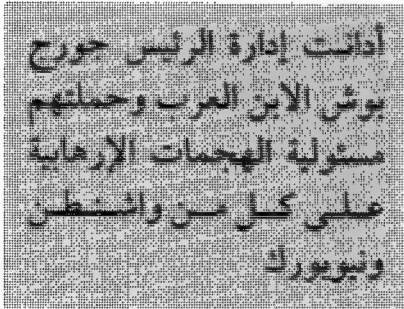 أدانت إدارة الرئيس جورج
بوش الابن العرب وحملتهم
مسئولية الهجمات الإرهابية
على كل من واشنطن
ونيويورك